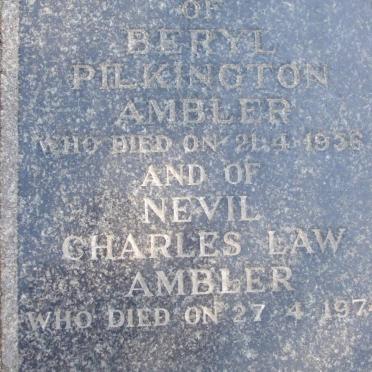 OF
BERYL
PILKINGTON
AMBLER
WHO DIED ON 21.4.1956
AND OF
NEVIL
CHARLES LAW
AMBLER
WHO DIED ON 27 4 197